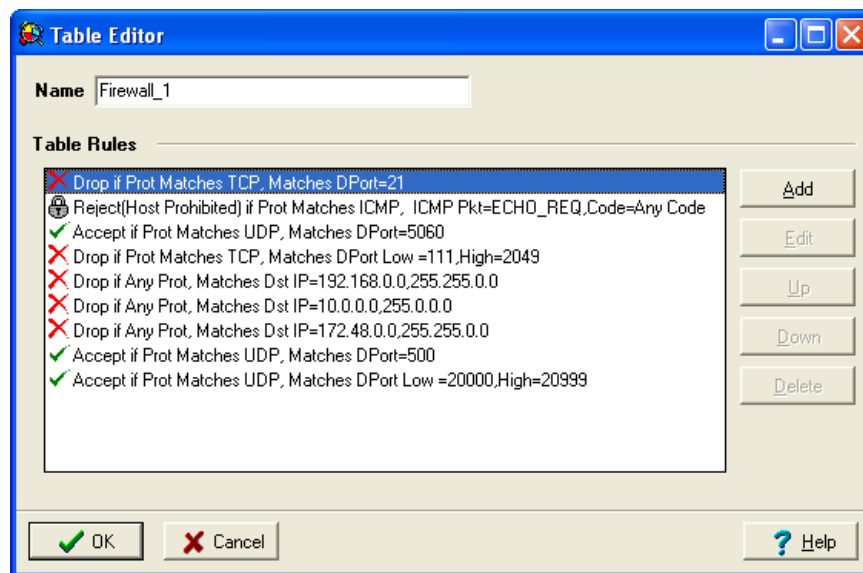 Table Editor
Name Firewall_1
Table Rules
Drop if Prot Matches TCP, Matches DPort=21
Reject(Host Prohibited) if Prot Matches ICMP,  ICMP Pkt=ECHO_REQ,Code=Any Code
Accept if Prot Matches UDP, Matches DPort=5060
Drop if Prot Matches TCP, Matches DPort Low =111,High=2049
Drop if Any Prot, Matches Dst IP=192.168.0.0,255.255.0.0
Drop if Any Prot, Matches Dst IP=10.0.0.0,255.0.0.0
Drop if Any Prot, Matches Dst IP=172.48.0.0,255.255.0.0
Accept if Prot Matches UDP, Matches DPort=500
Accept if Prot Matches UDP, Matches DPort Low =20000,High=20999
Add
Edit
Up
Down
Delete
OK
Cancel
Help